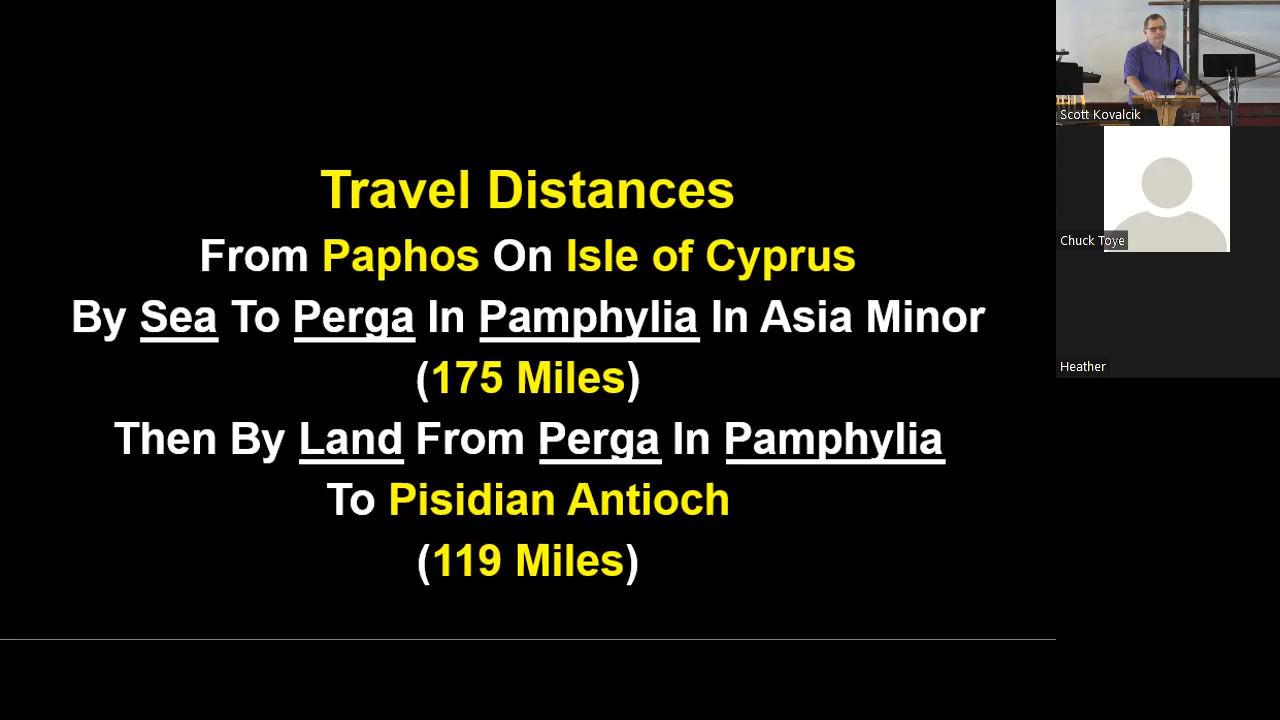 Travel Distances
From Paphos On Isle of Cyprus
By Sea To Perga In Pamphylia In Asia Minor
(175 Miles)
Then By Land From Perga In Pamphylia
To Pisidian Antioch
(119 Miles)
Scott Kovalcik
Chuck Toye
Heather